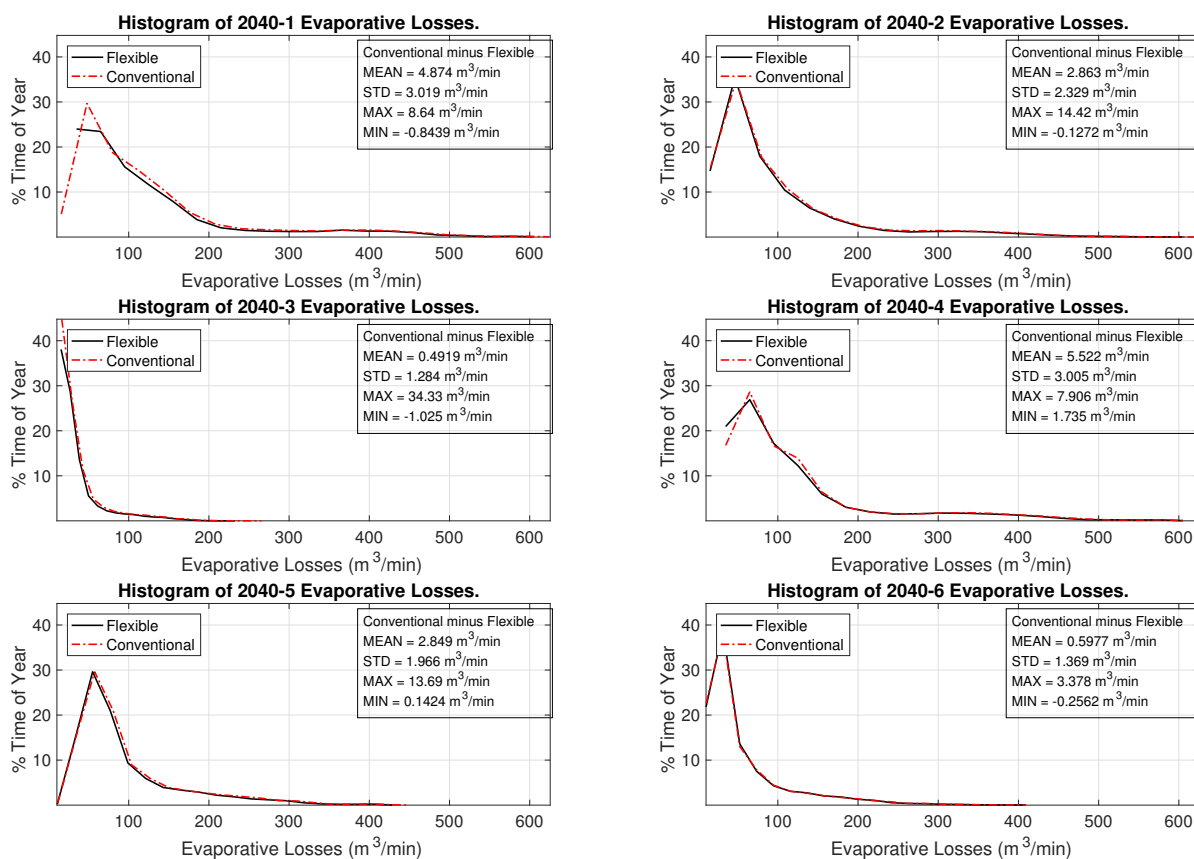 Histogram of 2040-1 Evaporative Losses.
% Time of Year
40
30
20
10
Flexible
Conventional
Conventional minus Flexible
MEAN = 4.874 m³/min
STD = 3.019 m³/min
MAX = 8.64 m³/min
MIN = -0.8439 m³/min
100 200 300 400 500 600
Evaporative Losses (m³/min)
Histogram of 2040-2 Evaporative Losses.
% Time of Year
40
30
20
10
Flexible
Conventional
Conventional minus Flexible
MEAN = 2.863 m³/min
STD = 2.329 m³/min
MAX = 14.42 m³/min
MIN = -0.1272 m³/min
100 200 300 400 500 600
Evaporative Losses (m³/min)
Histogram of 2040-3 Evaporative Losses.
% Time of Year
40
30
20
10
Flexible
Conventional
Conventional minus Flexible
MEAN = 0.4919 m³/min
STD = 1.284 m³/min
MAX = 34.33 m³/min
MIN = -1.025 m³/min
100 200 300 400 500 600
Evaporative Losses (m³/min)
Histogram of 2040-4 Evaporative Losses.
% Time of Year
40
30
20
10
Flexible
Conventional
Conventional minus Flexible
MEAN = 5.522 m³/min
STD = 3.005 m³/min
MAX = 7.906 m³/min
MIN = 1.735 m³/min
100 200 300 400 500 600
Evaporative Losses (m³/min)
Histogram of 2040-5 Evaporative Losses.
% Time of Year
40
30
20
10
Flexible
Conventional
Conventional minus Flexible
MEAN = 2.849 m³/min
STD = 1.966 m³/min
MAX = 13.69 m³/min
MIN = 0.1424 m³/min
100 200 300 400 500 600
Evaporative Losses (m³/min)
Histogram of 2040-6 Evaporative Losses.
% Time of Year
40
30
20
10
Flexible
Conventional
Conventional minus Flexible
MEAN = 0.5977 m³/min
STD = 1.369 m³/min
MAX = 3.378 m³/min
MIN = -0.2562 m³/min
100 200 300 400 500 600
Evaporative Losses (m³/min)